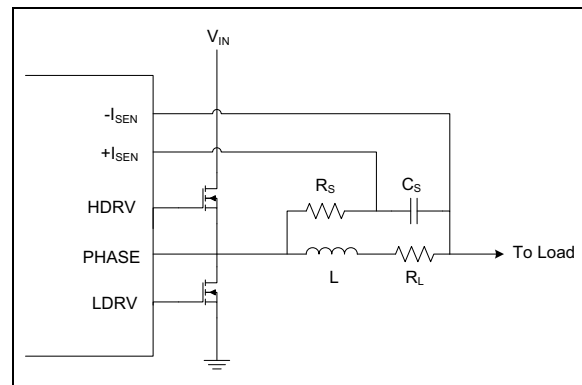 V_IN
-I_SEN
+I_SEN
R_S
C_S
HDRV
PHASE
To Load
L
R_L
LDRV